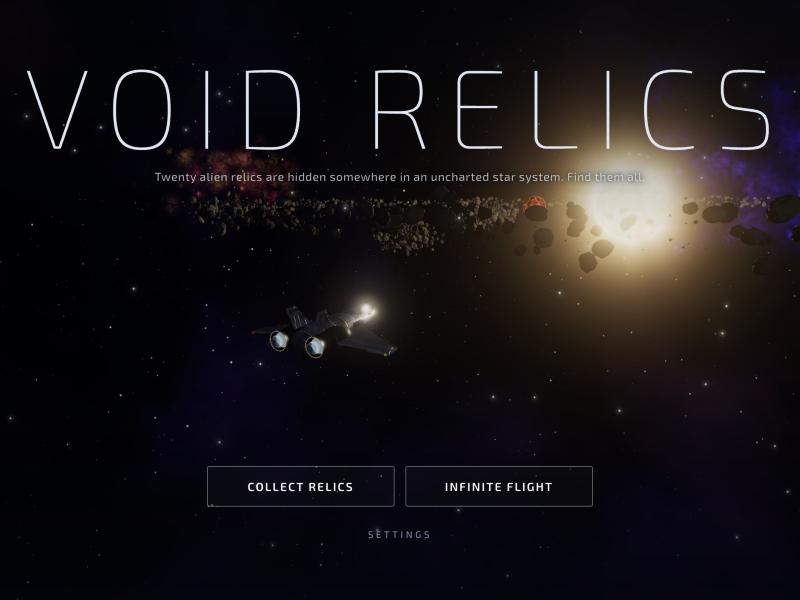 VOID RELICS
Twenty alien relics are hidden somewhere in an uncharted star system. Find them all.
COLLECT RELICS
INFINITE FLIGHT
SETTINGS